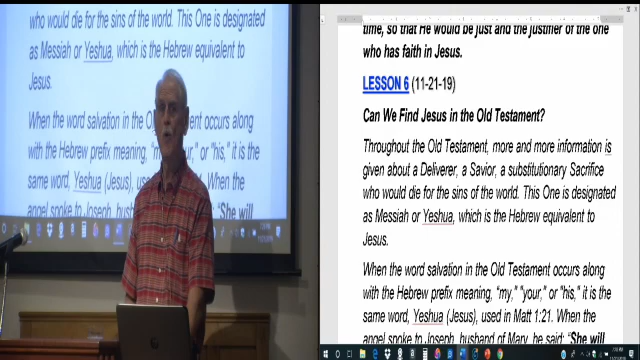 who would die for the sins of the world. This One is designated
as Messiah or Yeshua, which is the Hebrew equivalent to
Jesus.
When the word salvation in the Old Testament occurs along
with the Hebrew prefix meaning, "my," "your," or "his," it is the
same word, Yeshua (Jesus), used in
When the
angel spoke to Joseph, husband of Mary, he said: "She will
time, so that He would be just and the justifier of the one
who has faith in Jesus.
LESSON 6 (11-21-19)
Can We Find Jesus in the Old Testament?
Throughout the Old Testament, more and more information is
given about a Deliverer, a Savior, a substitutionary Sacrifice
who would die for the sins of the world. This One is designated
as Messiah or Yeshua, which is the Hebrew equivalent to
Jesus.
When the word salvation in the Old Testament occurs along
with the Hebrew prefix meaning, "my," "your," or "his," it is the
same word, Yeshua (Jesus), used in Matt 1:21. When the
angel spoke to Joseph, husband of Mary, he said: "She will